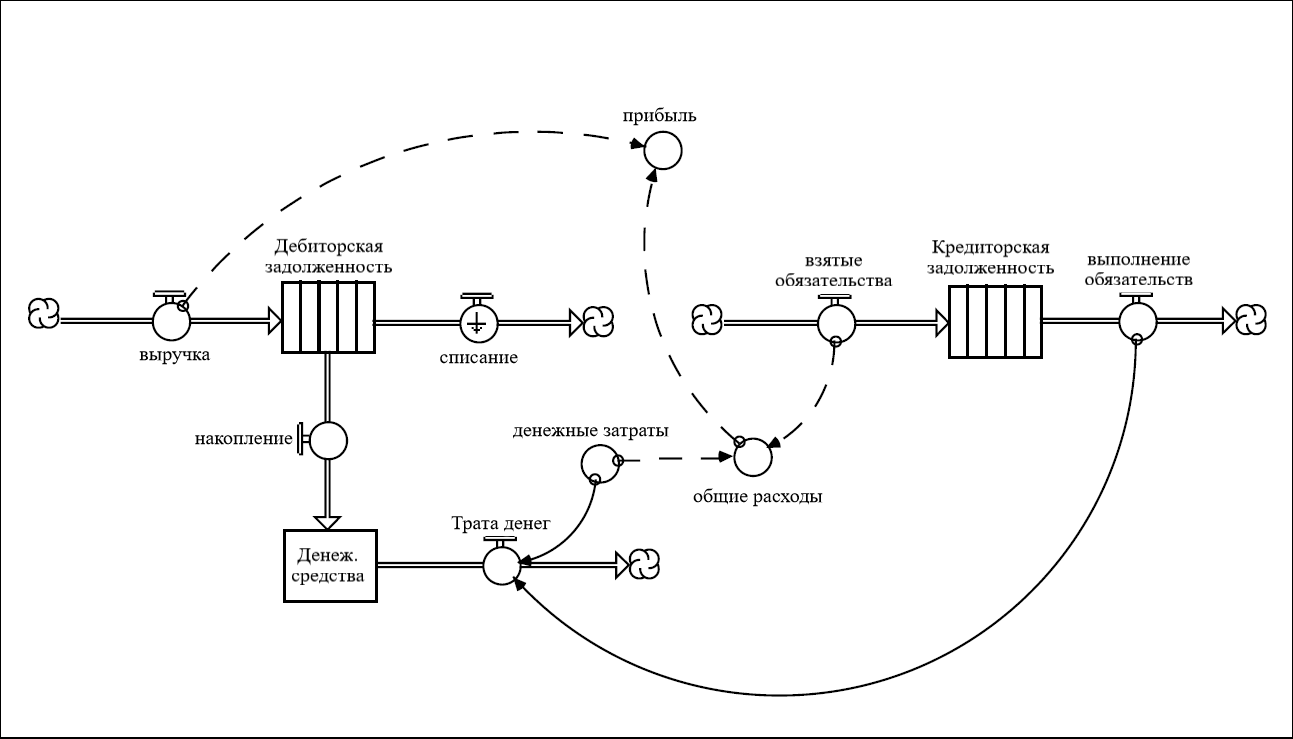 прибыль
Дебиторская
задолженность
взятые
обязательства
Кредиторская
задолженность
выполнение
обязательств
выручка
списание
накопление
денежные затраты
общие расходы
Трата денег
Денеж.
средства